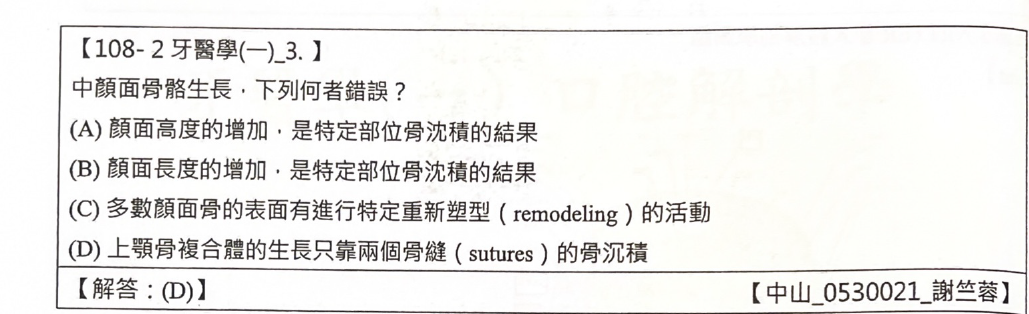 【108- 2 牙醫學(一)_3. 】
中顏面骨骼生長，下列何者錯誤？
(A) 顏面高度的增加，是特定部位骨沈積的結果
(B) 顏面長度的增加，是特定部位骨沈積的結果
(C) 多數顏面骨的表面有進行特定重新塑型（remodeling）的活動
(D) 上顎骨複合體的生長只靠兩個骨縫（sutures）的骨沉積
【解答：(D)】 【中山_0530021_謝竺蓉】